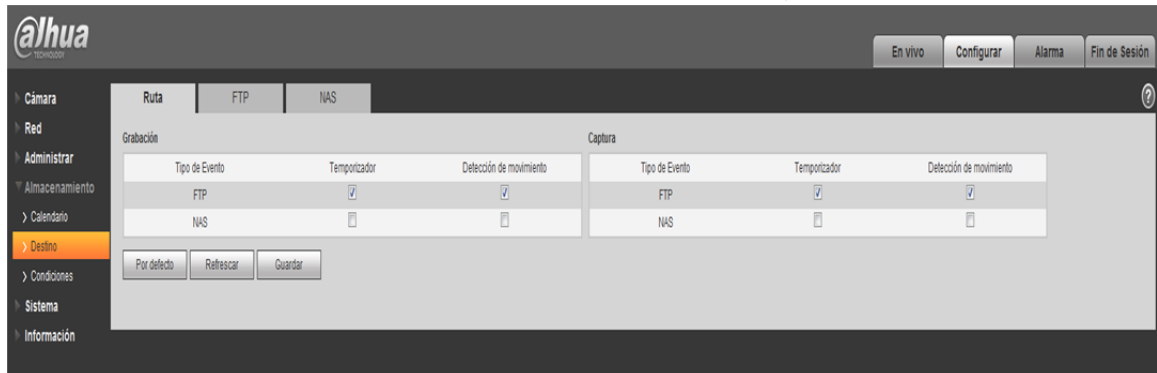 alhua
TECHNOLOGY
En vivo Configurar Alarma Fin de Sesión
Cámara
Red
Administrar
Almacenamiento
> Calendario
> Destino
> Condiciones
Sistema
Información
Ruta FTP NAS
?
Grabación
Tipo de Evento Temporizador Detección de movimiento
FTP
NAS
Captura
Tipo de Evento Temporizador Detección de movimiento
FTP
NAS
Por defecto Refrescar Guardar